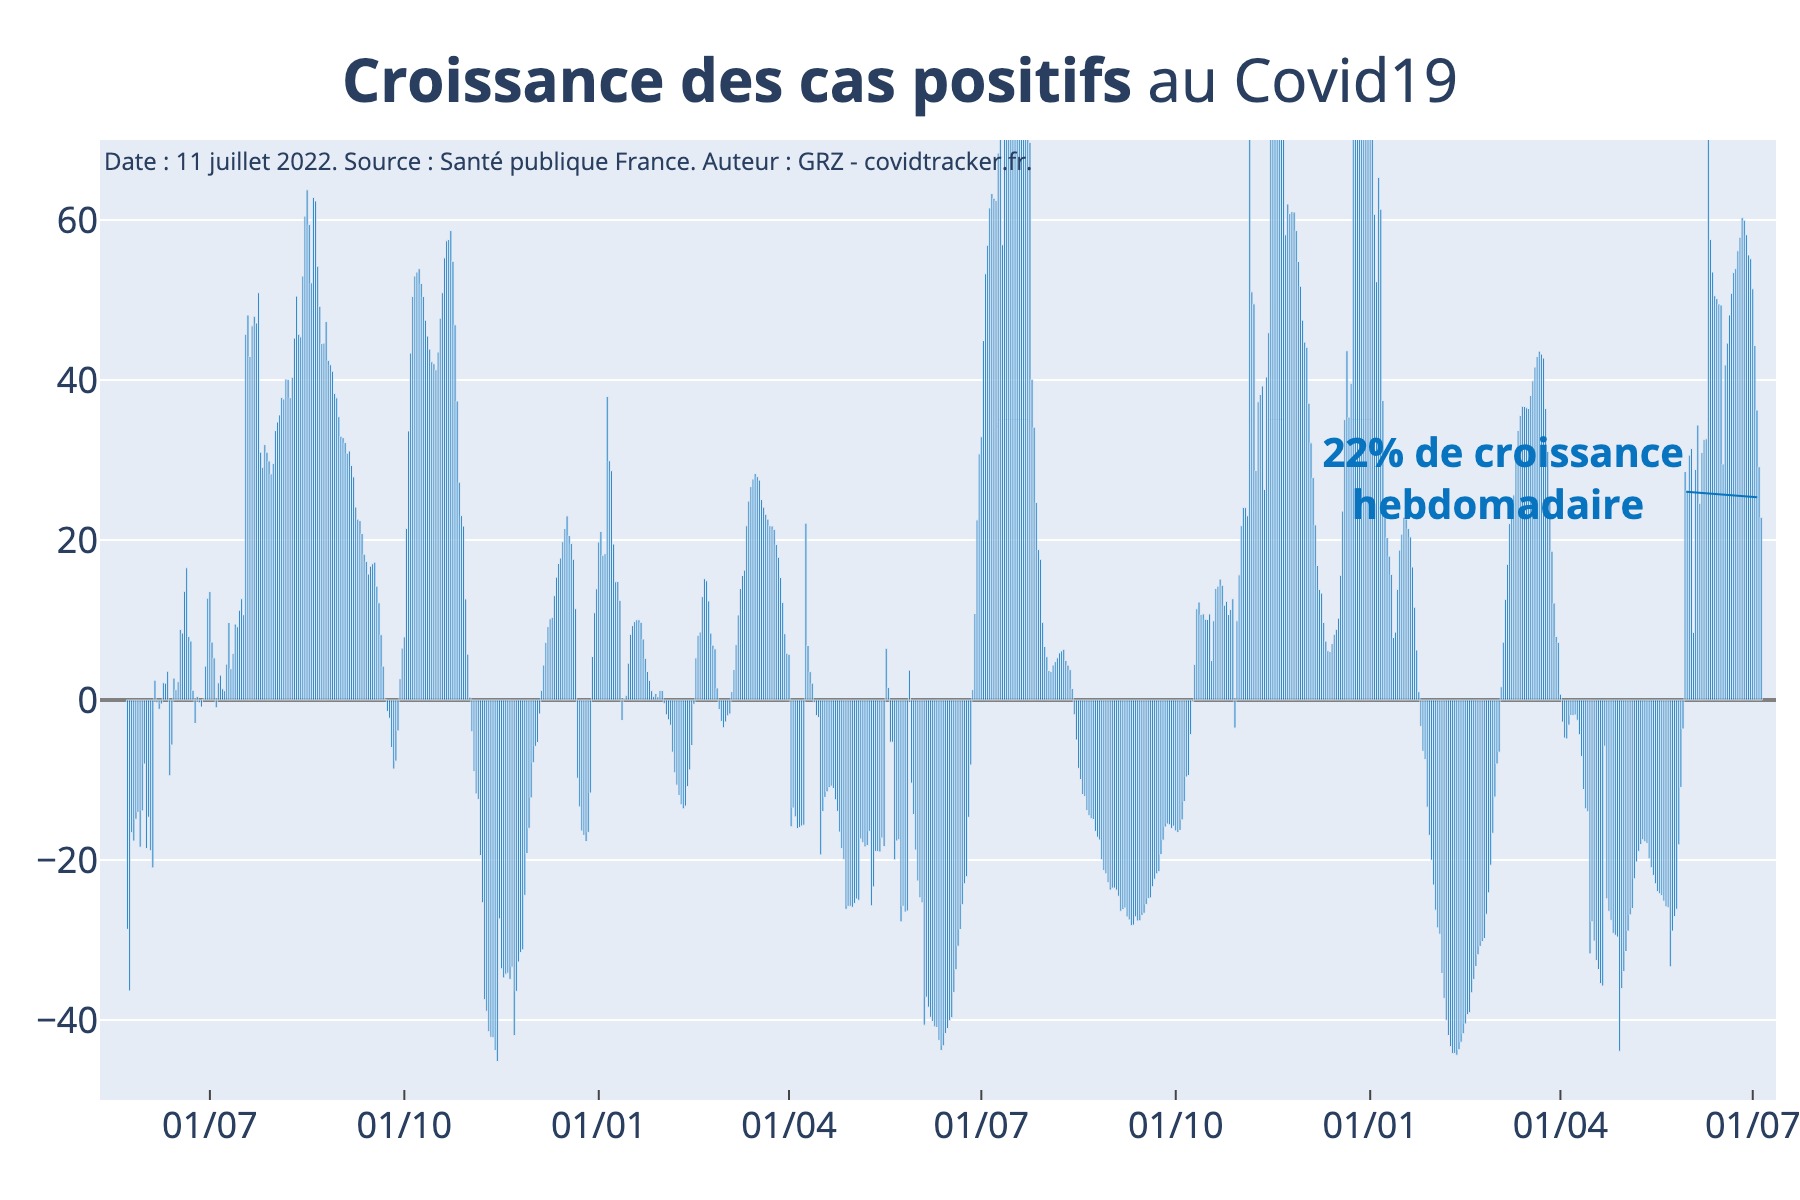 Croissance des cas positifs au Covid19
Date : 11 juillet 2022. Source : Santé publique France. Auteur : GRZ - covidtracker.fr.
60
40
22% de croissance
hebdomadaire
20
0
−20
−40
01/07 01/10 01/01 01/04 01/07 01/10 01/01 01/04 01/07